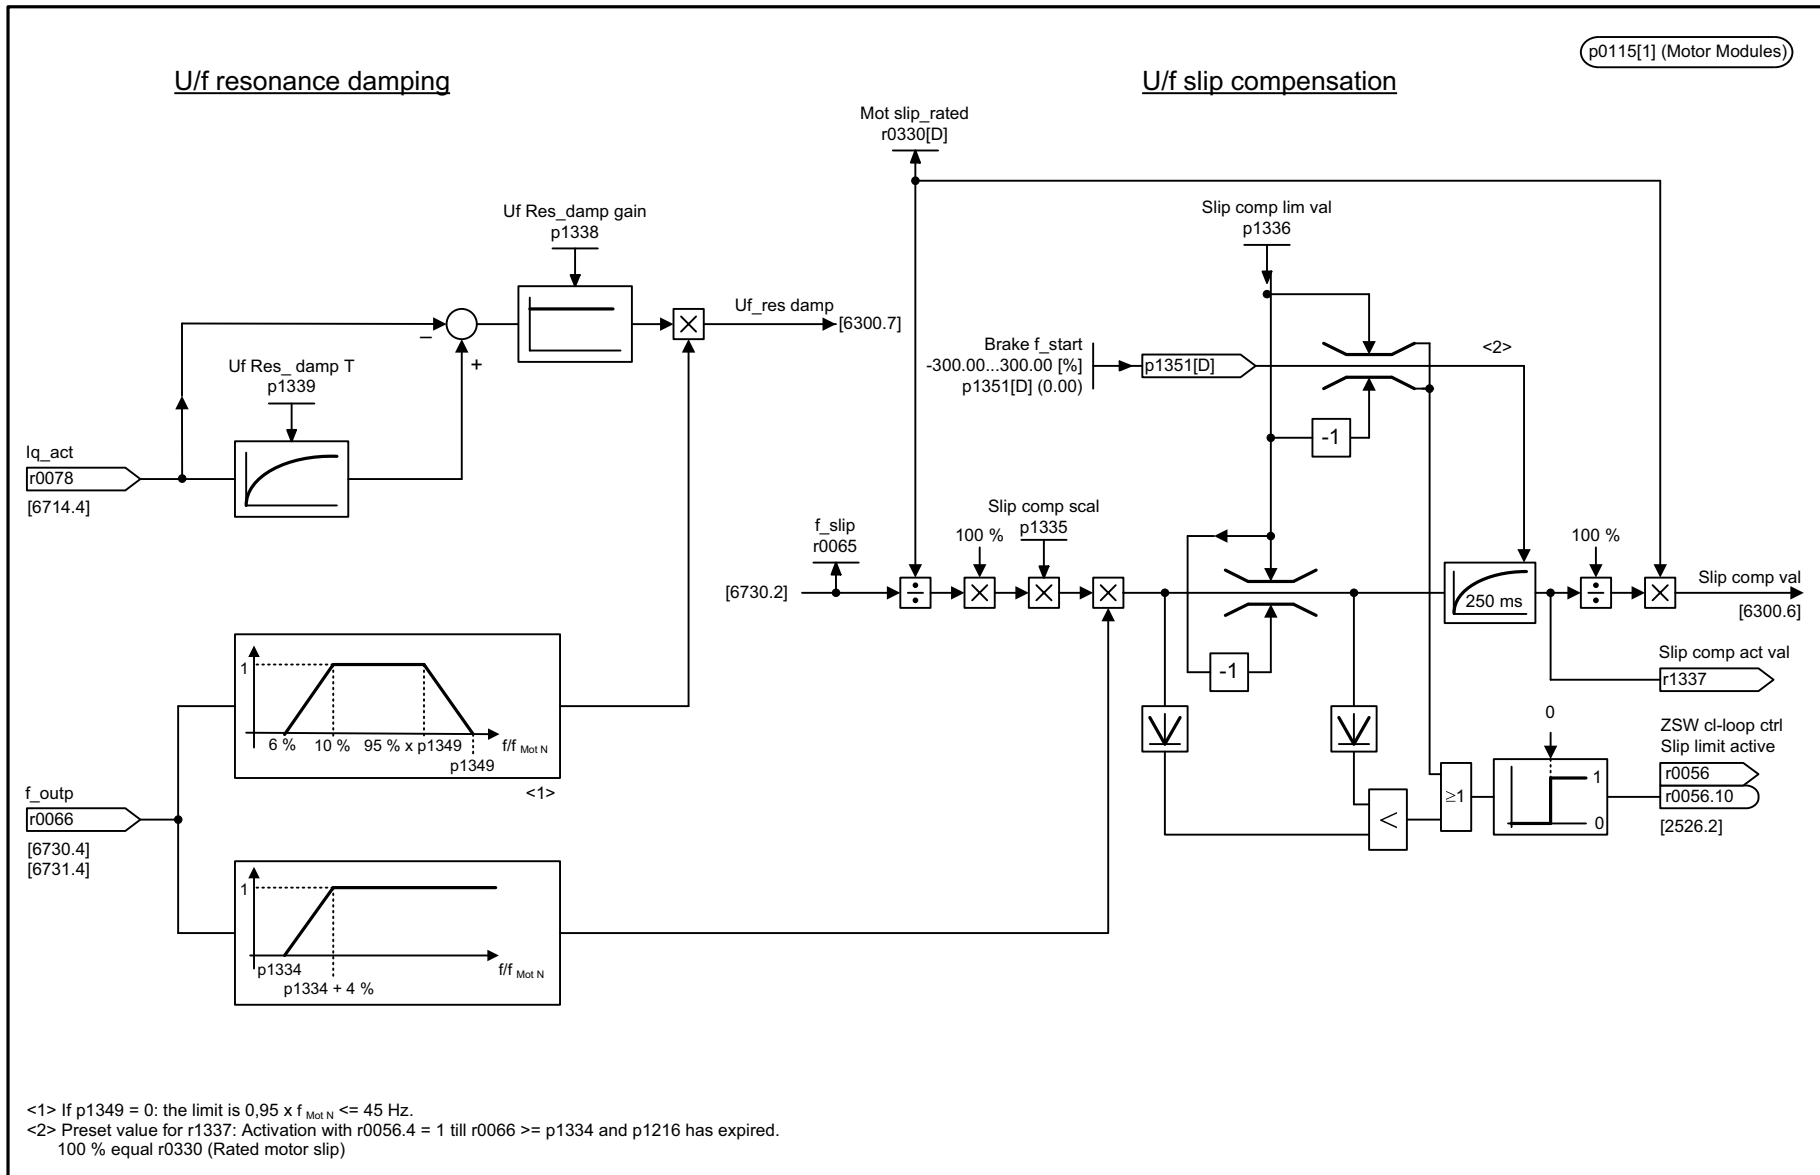 p0115[1] (Motor Modules)
U/f resonance damping
U/f slip compensation
Mot slip_rated
r0330[D]
Uf Res_damp gain
p1338
Slip comp lim val
p1336
Uf_res damp
[6300.7]
–
+
Uf Res_ damp T
p1339
Brake f_start
-300.00...300.00 [%]
p1351[D] (0.00)
p1351[D]
<2>
-1
Iq_act
r0078
[6714.4]
f_slip
r0065
[6730.2]
÷
100 %
×
Slip comp scal
p1335
×
×
250 ms
100 %
÷
×
Slip comp val
[6300.6]
-1
Slip comp act val
r1337
1
6 %
10 %
95 % x p1349
f/f Mot N
p1349
<1>
0
ZSW cl-loop ctrl
Slip limit active
r0056
r0056.10
[2526.2]
<
≥1
1
0
f_outp
r0066
[6730.4]
[6731.4]
1
p1334
f/f Mot N
p1334 + 4 %
<1> If p1349 = 0: the limit is 0,95 x f Mot N <= 45 Hz.
<2> Preset value for r1337: Activation with r0056.4 = 1 till r0066 >= p1334 and p1216 has expired.
100 % equal r0330 (Rated motor slip)